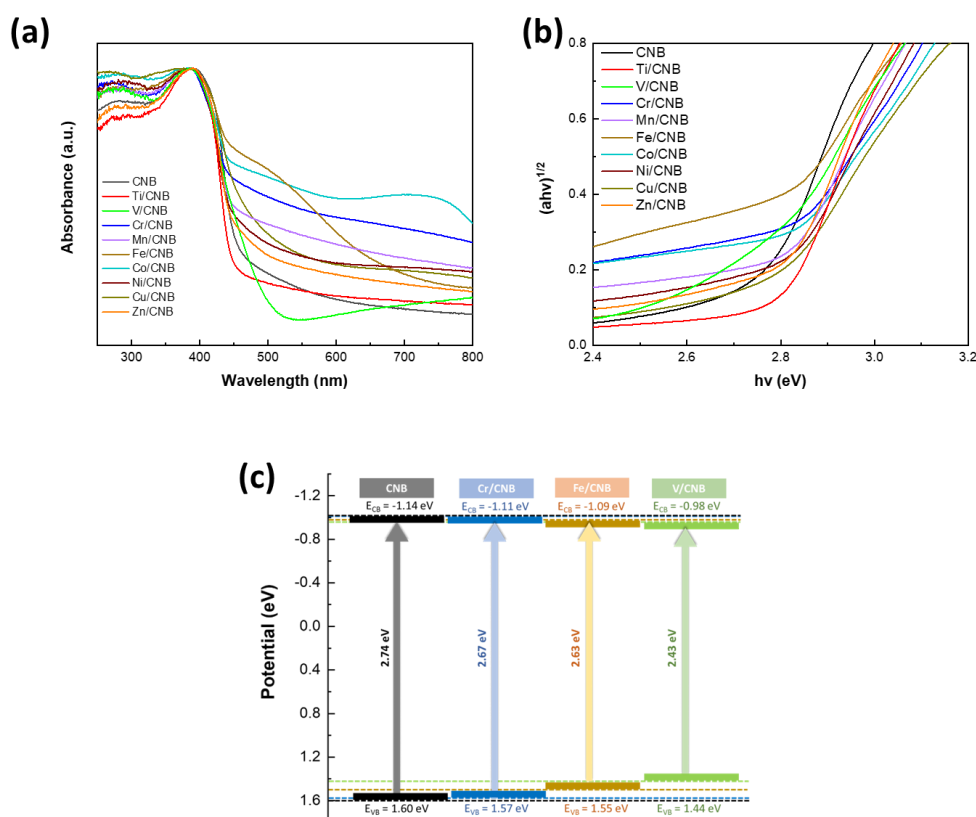 (a)
Absorbance (a.u.)
CNB
Ti/CNB
V/CNB
Cr/CNB
Mn/CNB
Fe/CNB
Co/CNB
Ni/CNB
Cu/CNB
Zn/CNB
300 400 500 600 700 800
Wavelength (nm)
(b)
(ahv)1/2
0.8
0.6
0.4
0.2
0.0
CNB
Ti/CNB
V/CNB
Cr/CNB
Mn/CNB
Fe/CNB
Co/CNB
Ni/CNB
Cu/CNB
Zn/CNB
2.4 2.6 2.8 3.0 3.2
hv (eV)
(c)
Potential (eV)
-1.2
-0.8
-0.4
0.0
0.4
0.8
1.2
1.6
CNB Cr/CNB Fe/CNB V/CNB
ECB = -1.14 eV ECB = -1.11 eV ECB = -1.09 eV ECB = -0.98 eV
2.74 eV 2.67 eV 2.63 eV 2.43 eV
EVB = 1.60 eV EVB = 1.57 eV EVB = 1.55 eV EVB = 1.44 eV